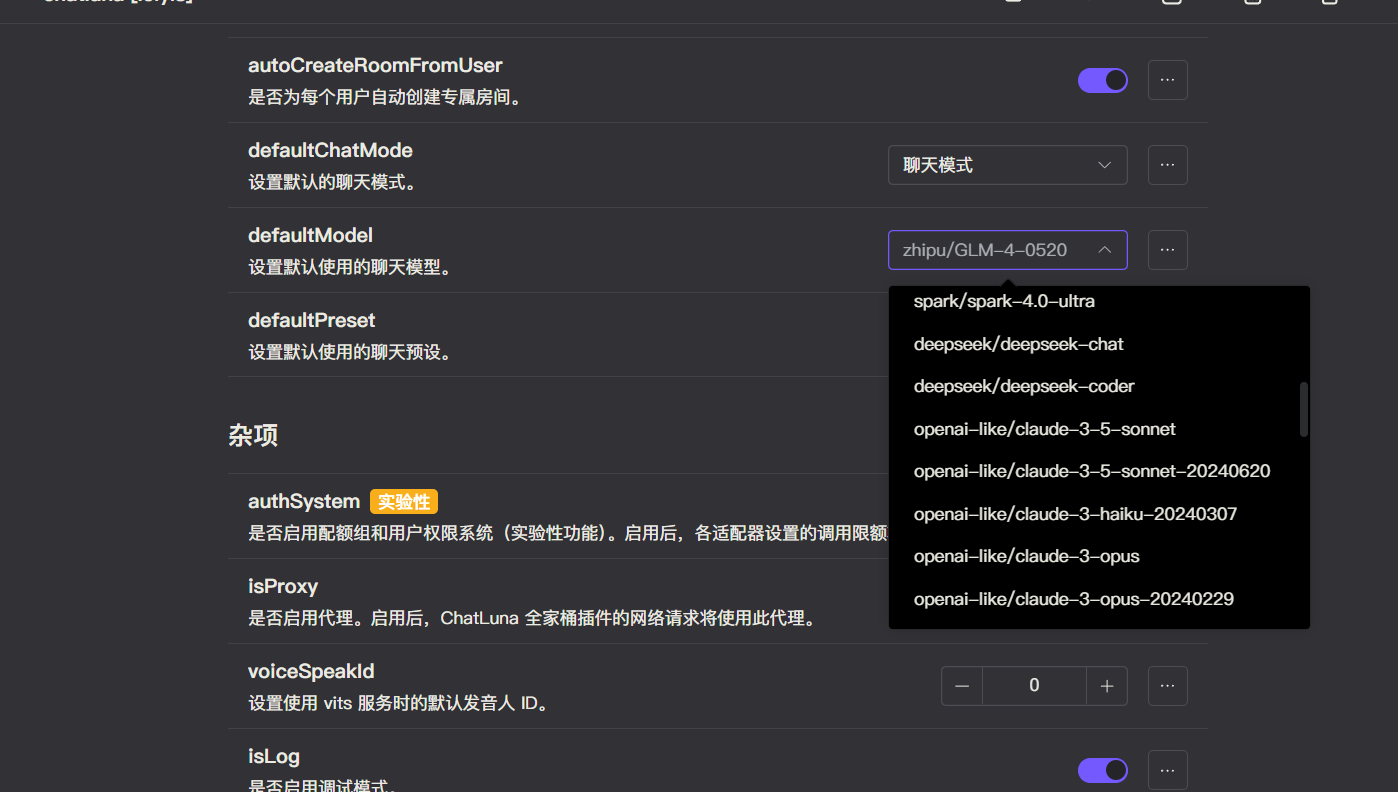 autoCreateRoomFromUser
是否为每个用户自动创建专属房间。
defaultChatMode
设置默认的聊天模式。
聊天模式
defaultModel
设置默认使用的聊天模型。
zhipu/GLM-4-0520
spark/spark-4.0-ultra
deepseek/deepseek-chat
deepseek/deepseek-coder
openai-like/claude-3-5-sonnet
openai-like/claude-3-5-sonnet-20240620
openai-like/claude-3-haiku-20240307
openai-like/claude-3-opus
openai-like/claude-3-opus-20240229
defaultPreset
设置默认使用的聊天预设。
杂项
authSystem 实验性
是否启用配额组和用户权限系统（实验性功能）。启用后，各适配器设置的调用限额
isProxy
是否启用代理。启用后，ChatLuna 全家桶插件的网络请求将使用此代理。
voiceSpeakId
设置使用 vits 服务时的默认发音人 ID。
0
isLog
是否启用调试模式。